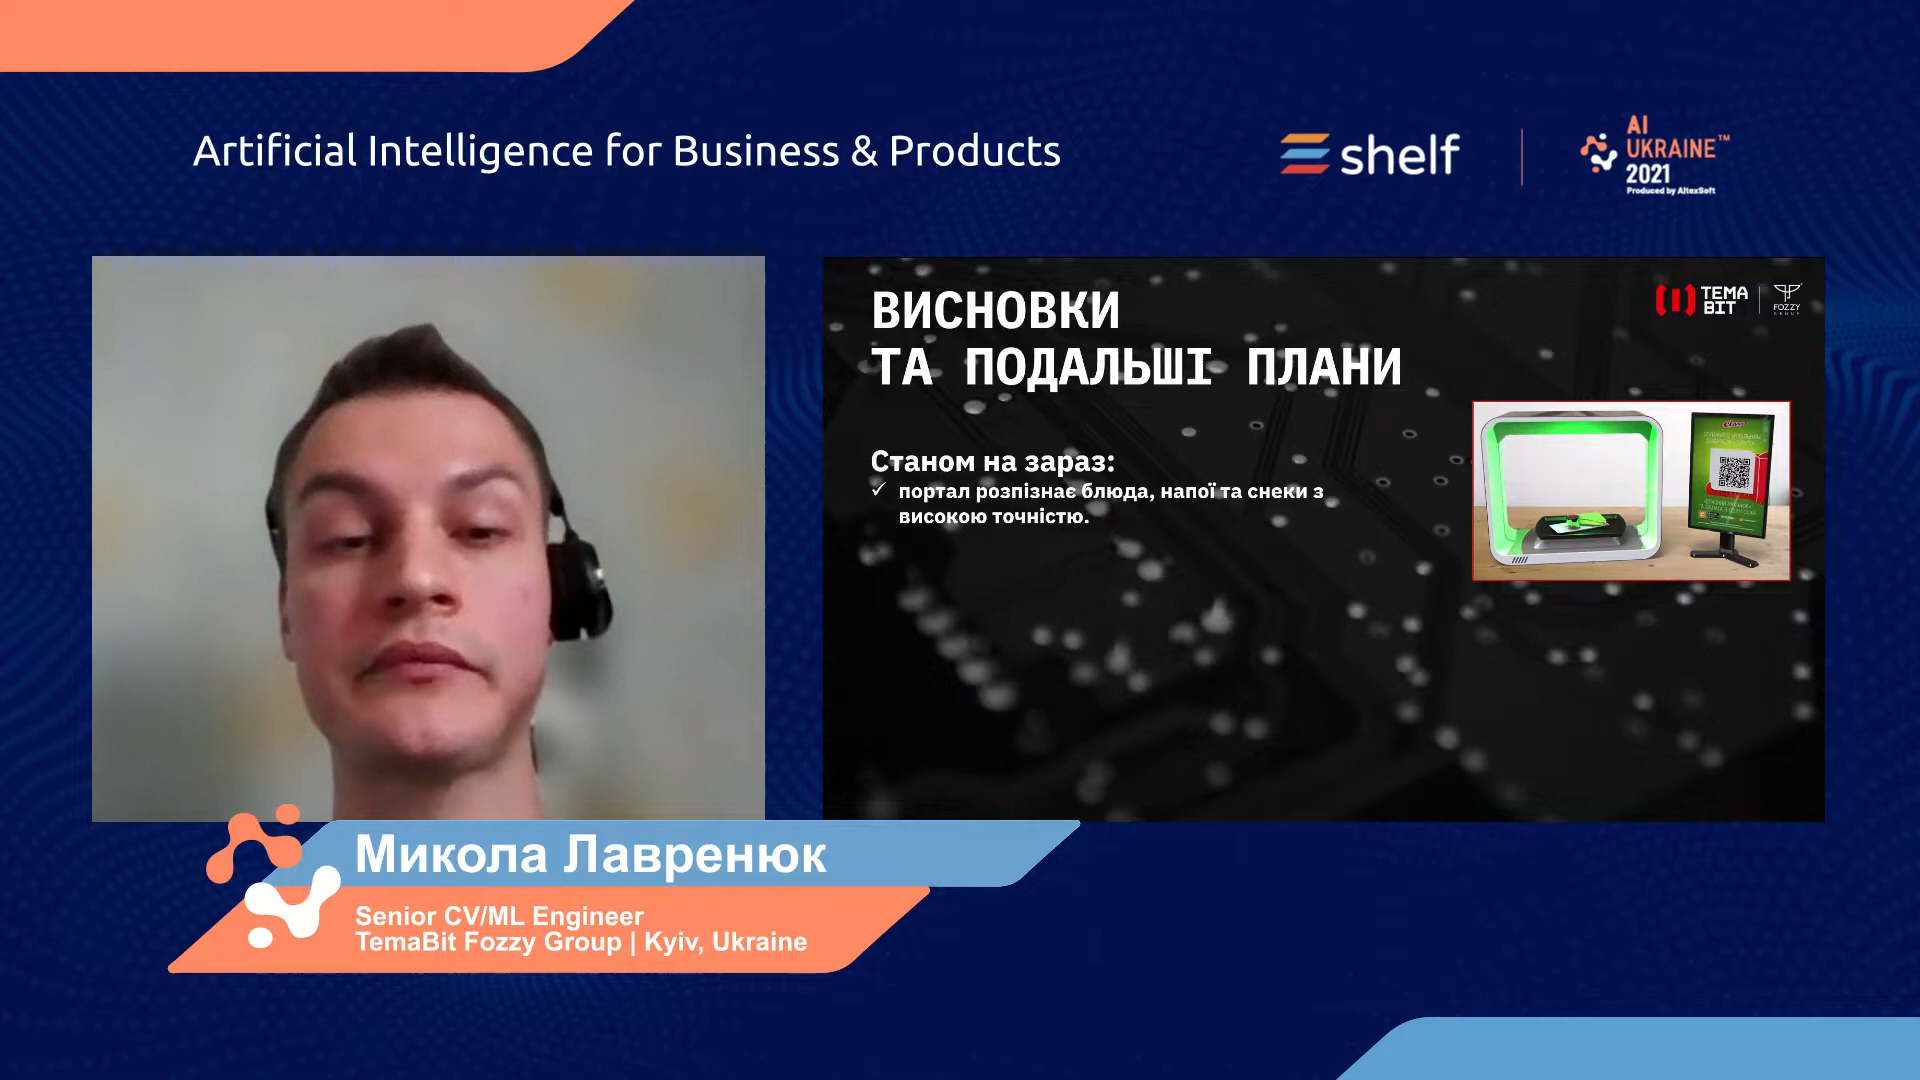 Artificial Intelligence for Business & Products
shelf
AI
UKRAINE™
2021
Produced by AltexSoft
ВИСНОВКИ
ТА ПОДАЛЬШІ ПЛАНИ
TEMA
BIT
FOZZY
GROUP
Станом на зараз:
✓ портал розпізнає блюда, напої та снеки з
високою точністю.
Микола Лавренюк
Senior CV/ML Engineer
TemaBit Fozzy Group | Kyiv, Ukraine